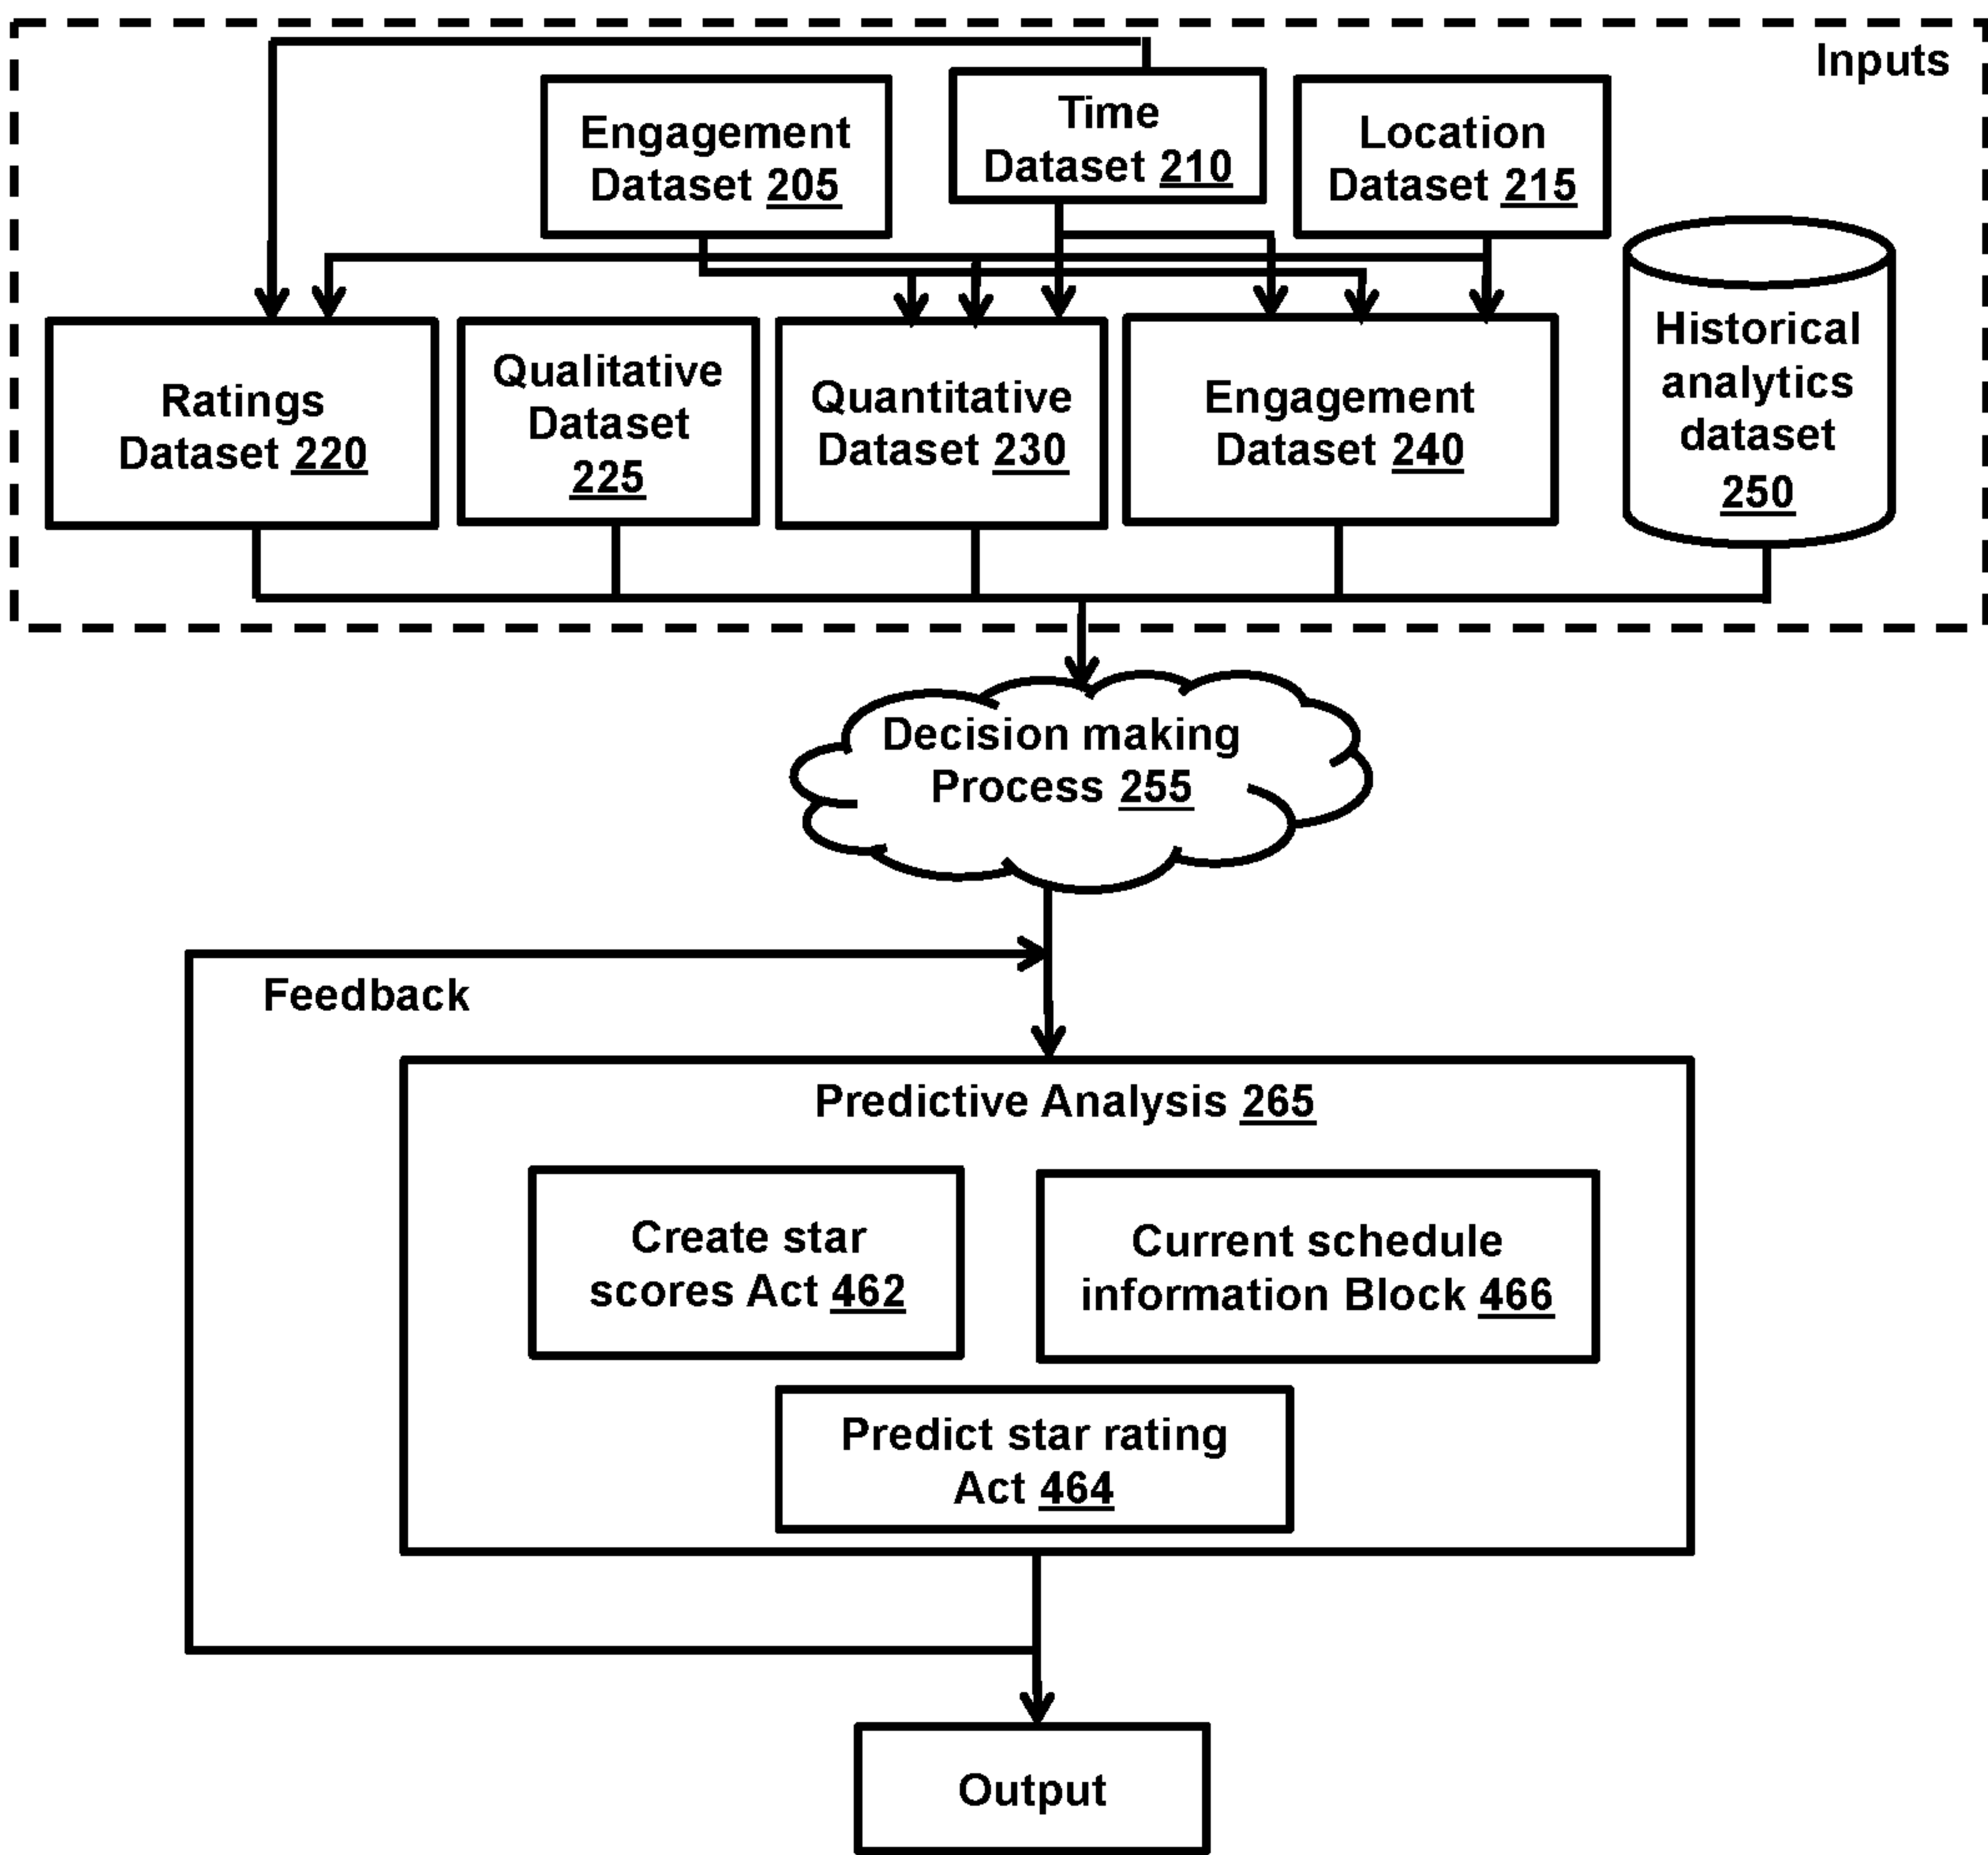 Inputs
Engagement
Dataset 205
Time
Dataset 210
Location
Dataset 215
Ratings
Dataset 220
Qualitative
Dataset
225
Quantitative
Dataset 230
Engagement
Dataset 240
Historical
analytics
dataset
250
Decision making
Process 255
Feedback
Predictive Analysis 265
Create star
scores Act 462
Current schedule
information Block 466
Predict star rating
Act 464
Output